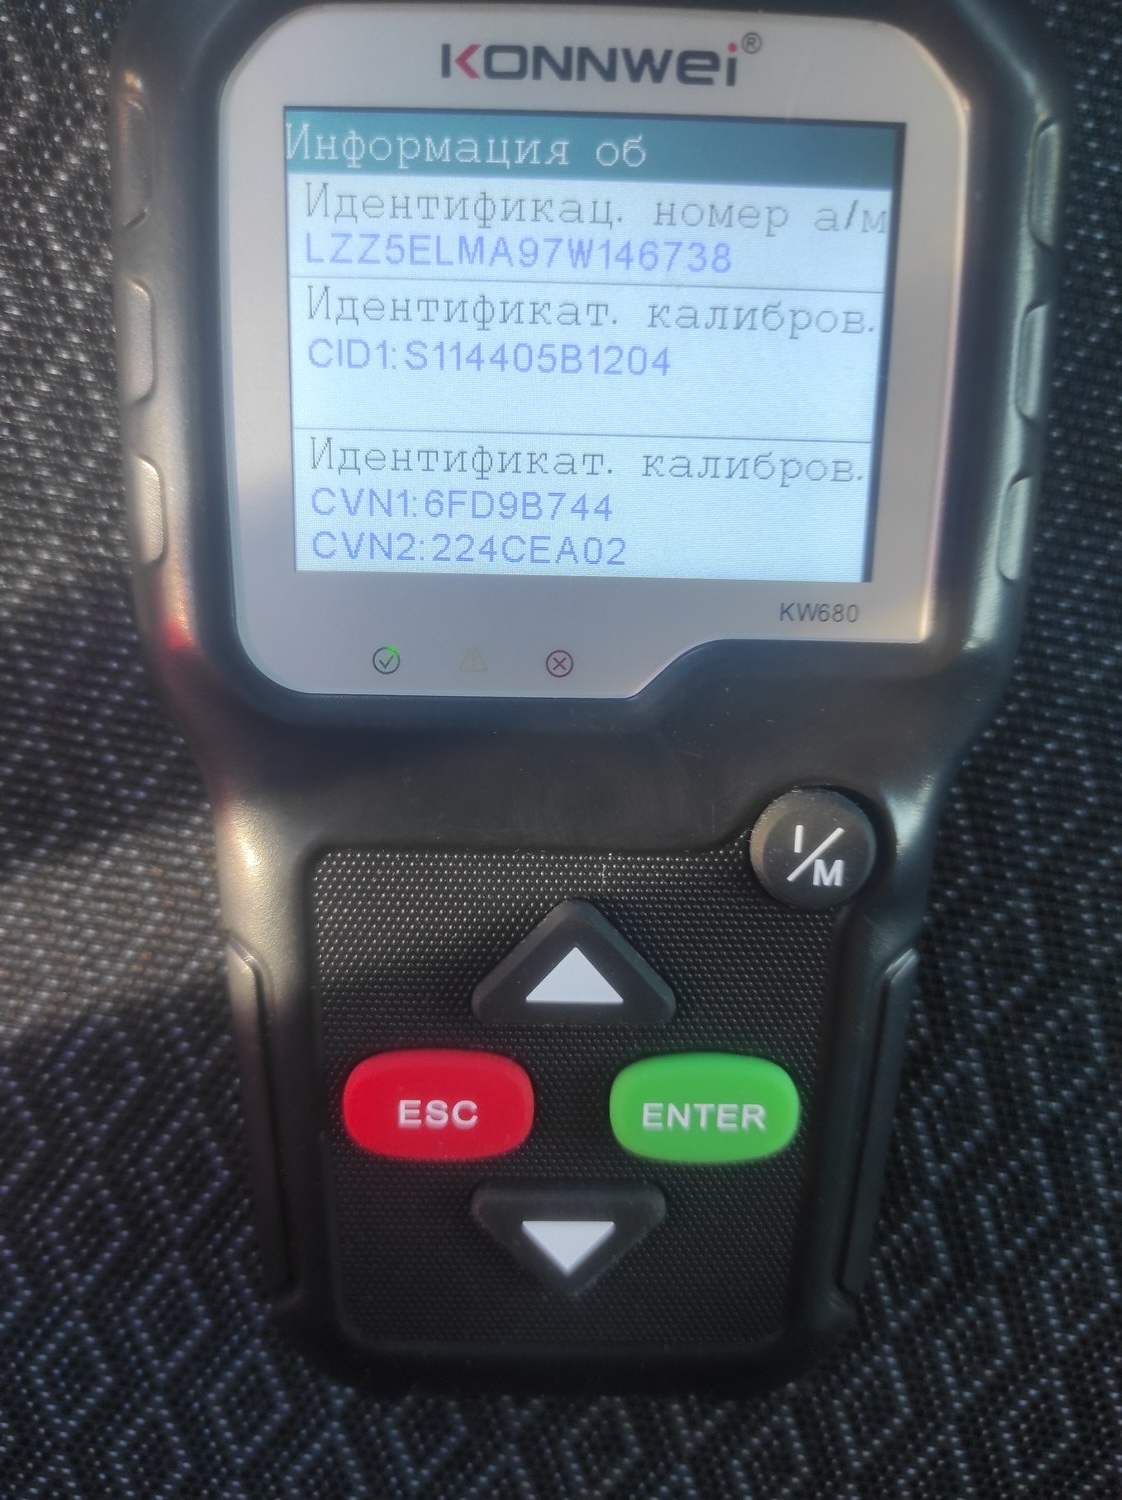 KONNWEI®
Информация об
Идентификац. номер а/м
LZZ5ELMA97W146738
Идентификат. калибров.
CID1:S114405B1204
Идентификат. калибров.
CVN1:6FD9B744
CVN2:224CEA02
KW680
I/M
ESC
ENTER